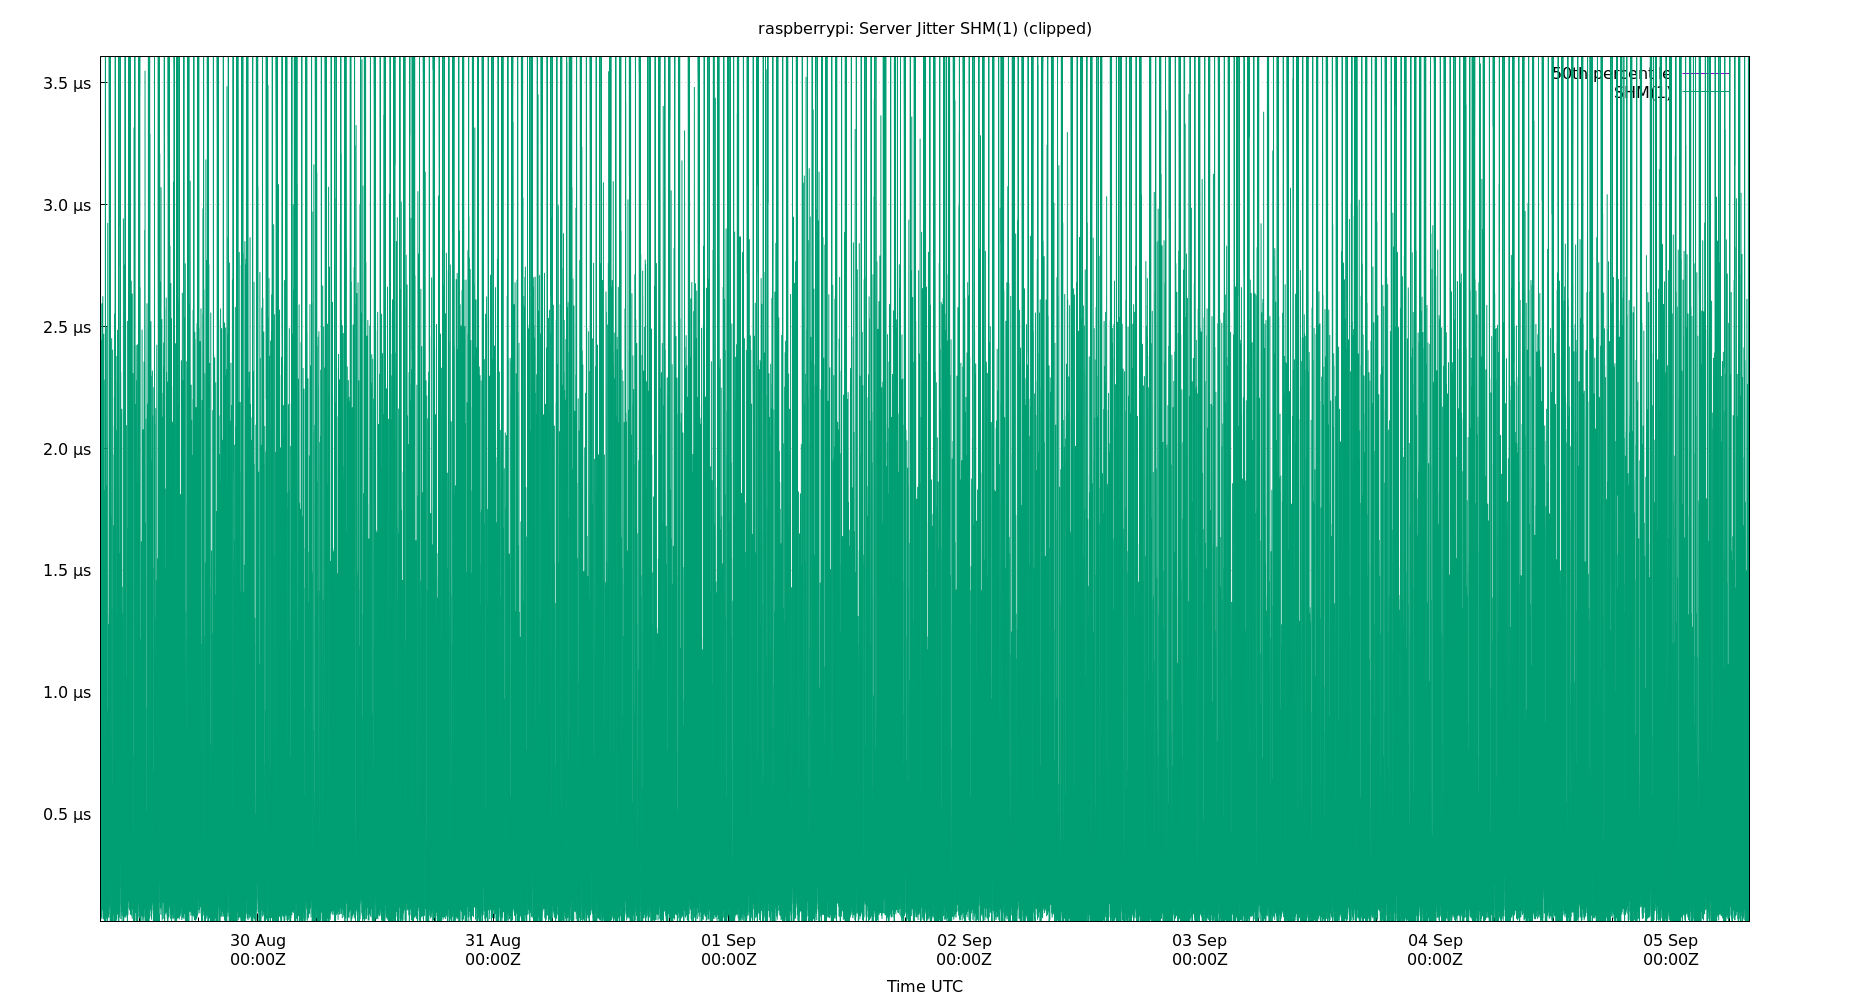 raspberrypi: Server Jitter SHM(1) (clipped)
50th percentile
SHM(1)
3.5 µs
3.0 µs
2.5 µs
2.0 µs
1.5 µs
1.0 µs
0.5 µs
30 Aug 31 Aug 01 Sep 02 Sep 03 Sep 04 Sep 05 Sep
00:00Z 00:00Z 00:00Z 00:00Z 00:00Z 00:00Z 00:00Z
Time UTC